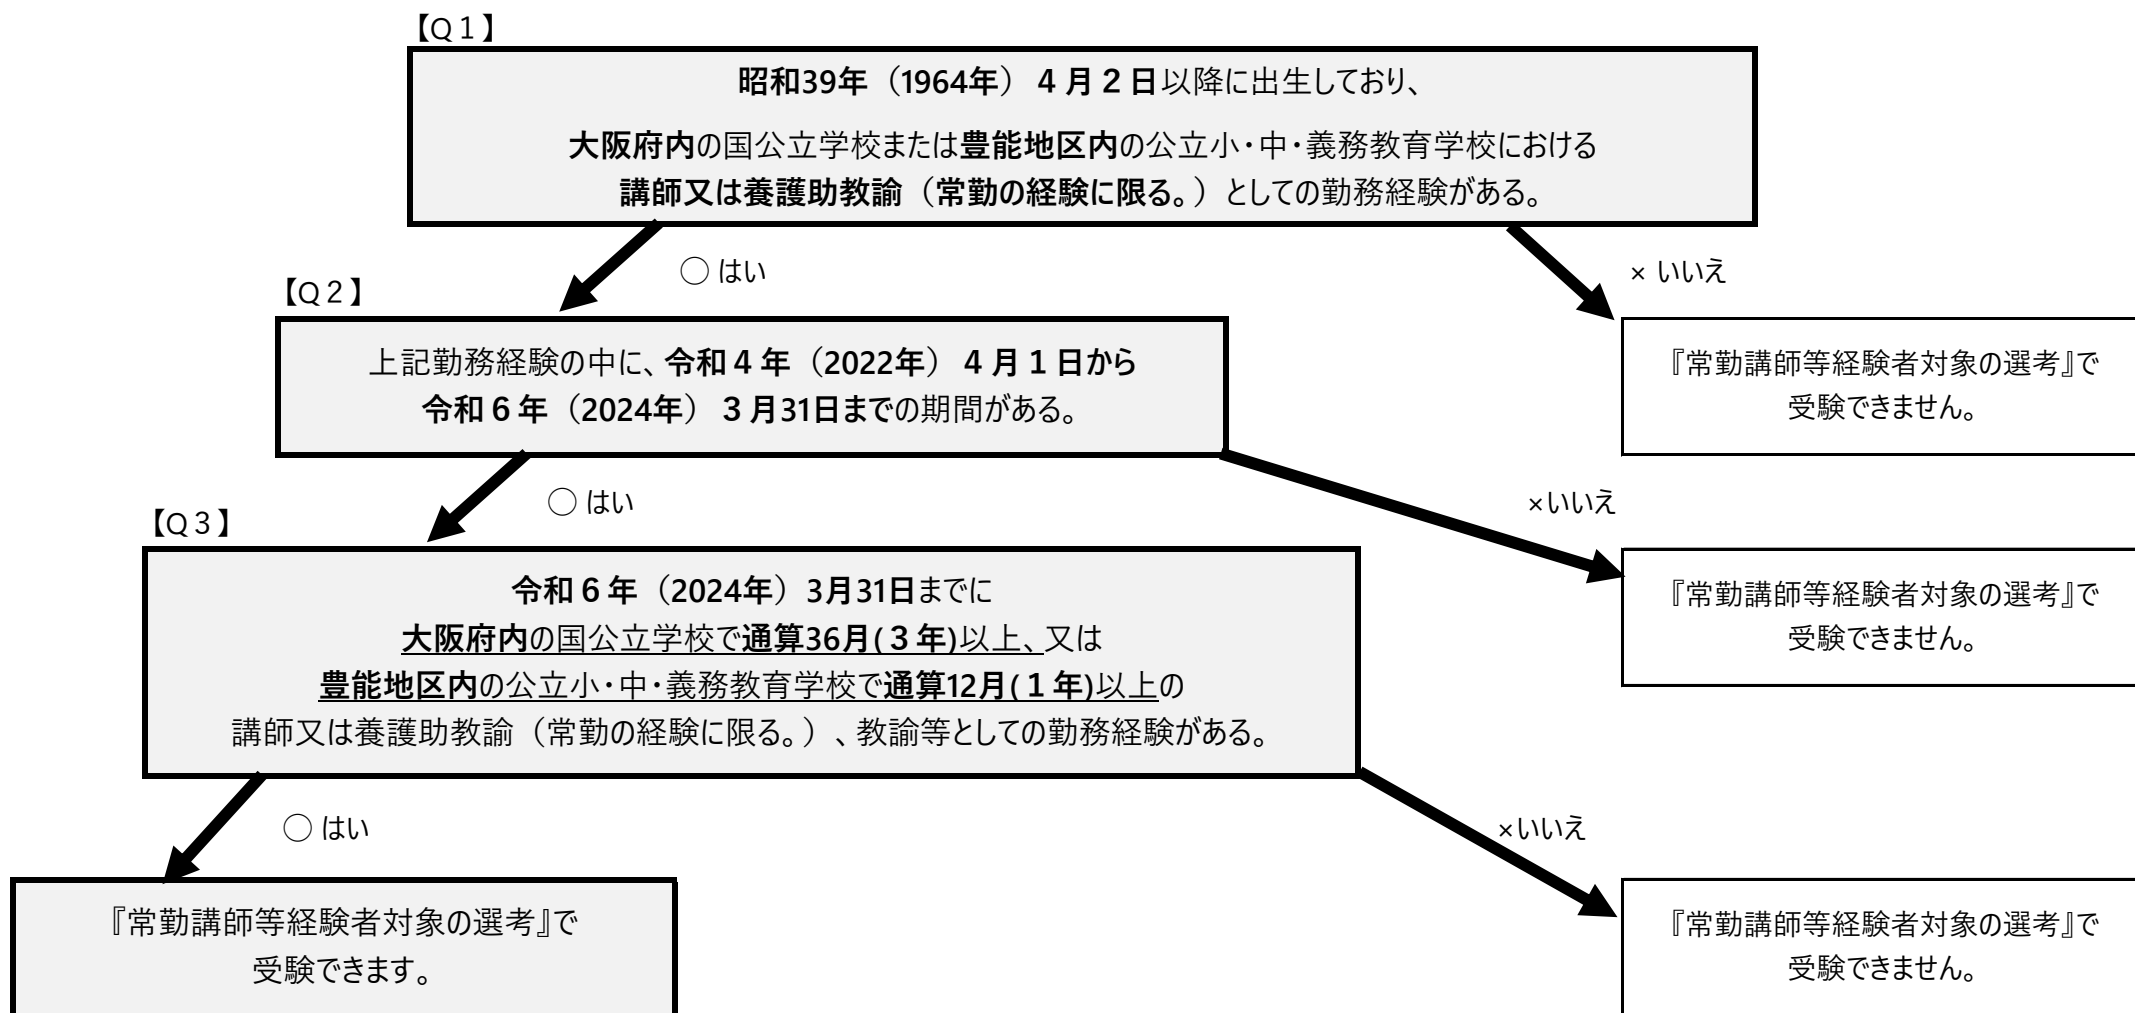 【Q１】
昭和39年（1964年）４月２日以降に出生しており、
大阪府内の国公立学校または豊能地区内の公立小・中・義務教育学校における
講師又は養護助教諭（常勤の経験に限る。）としての勤務経験がある。
○ はい
× いいえ
【Q２】
上記勤務経験の中に、令和４年（2022年）４月１日から
令和６年（2024年）３月31日までの期間がある。
『常勤講師等経験者対象の選考』で
受験できません。
○ はい
×いいえ
【Q３】
令和６年（2024年）3月31日までに
大阪府内の国公立学校で通算36月(３年)以上、又は
豊能地区内の公立小・中・義務教育学校で通算12月(１年)以上の
講師又は養護助教諭（常勤の経験に限る。）、教諭等としての勤務経験がある。
『常勤講師等経験者対象の選考』で
受験できません。
○ はい
×いいえ
『常勤講師等経験者対象の選考』で
受験できます。
『常勤講師等経験者対象の選考』で
受験できません。